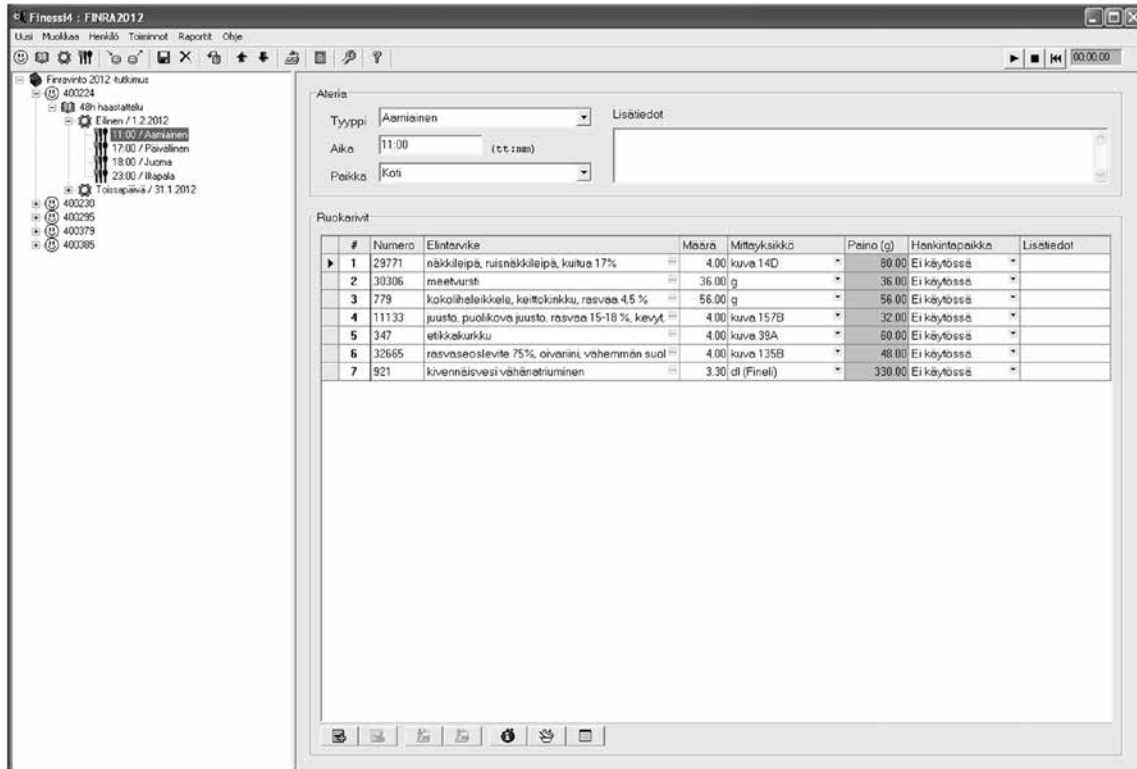 Finessi4 : FINRA2012
Uusi Muokkaa Henkilö Toiminnot Raportit Ohje
00:00:00
Finravinto 2012 -tutkimus
400224
48h haastattelu
Eilinen / 1.2.2012
11:00 / Aamiainen
17:00 / Päivällinen
18:00 / Juoma
23:00 / Iltapala
Toissapäivä / 31.1.2012
400230
400295
400379
400385
Ateria
Tyyppi Aamiainen Lisätiedot
Aika 11:00 (tt:mm)
Paikka Koti
Ruokarivit
# Numero Elintarvike Määrä Mittayksikkö Paino (g) Hankintapaikka Lisätiedot
1 29771 näkkileipä, ruisnäkkileipä, kuitua 17% ... 4.00 kuva 14D 80.00 Ei käytössä
2 30306 meetvursti ... 36.00 g 36.00 Ei käytössä
3 779 kokolihaleikkele, keittokinkku, rasvaa 4,5 % ... 56.00 g 56.00 Ei käytössä
4 11133 juusto, puolikova juusto, rasvaa 15-18 %, kevyt, ... 4.00 kuva 157B 32.00 Ei käytössä
5 347 etikkakurkku ... 4.00 kuva 39A 60.00 Ei käytössä
6 32665 rasvaseoslevite 75%, oivariini, vähemmän suol ... 4.00 kuva 135B 48.00 Ei käytössä
7 921 kivennäisvesi vähänatriuminen ... 3.30 dl (Fineli) 330.00 Ei käytössä